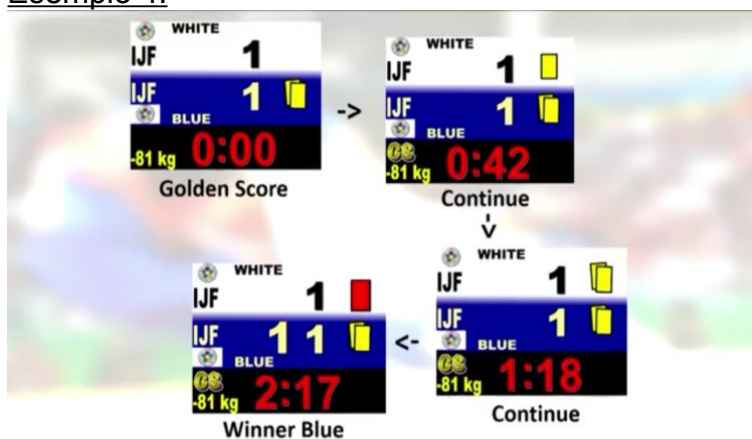 Esempio 4:
WHITE
IJF 1
IJF 1
BLUE
-81 kg 0:00
Golden Score
->
WHITE
IJF 1
IJF 1
BLUE
GS
-81 kg 0:42
Continue
->
WHITE
IJF 1
IJF 1
BLUE
GS
-81 kg 1:18
Continue
<-
WHITE
IJF 1
IJF 1 1
BLUE
GS
-81 kg 2:17
Winner Blue